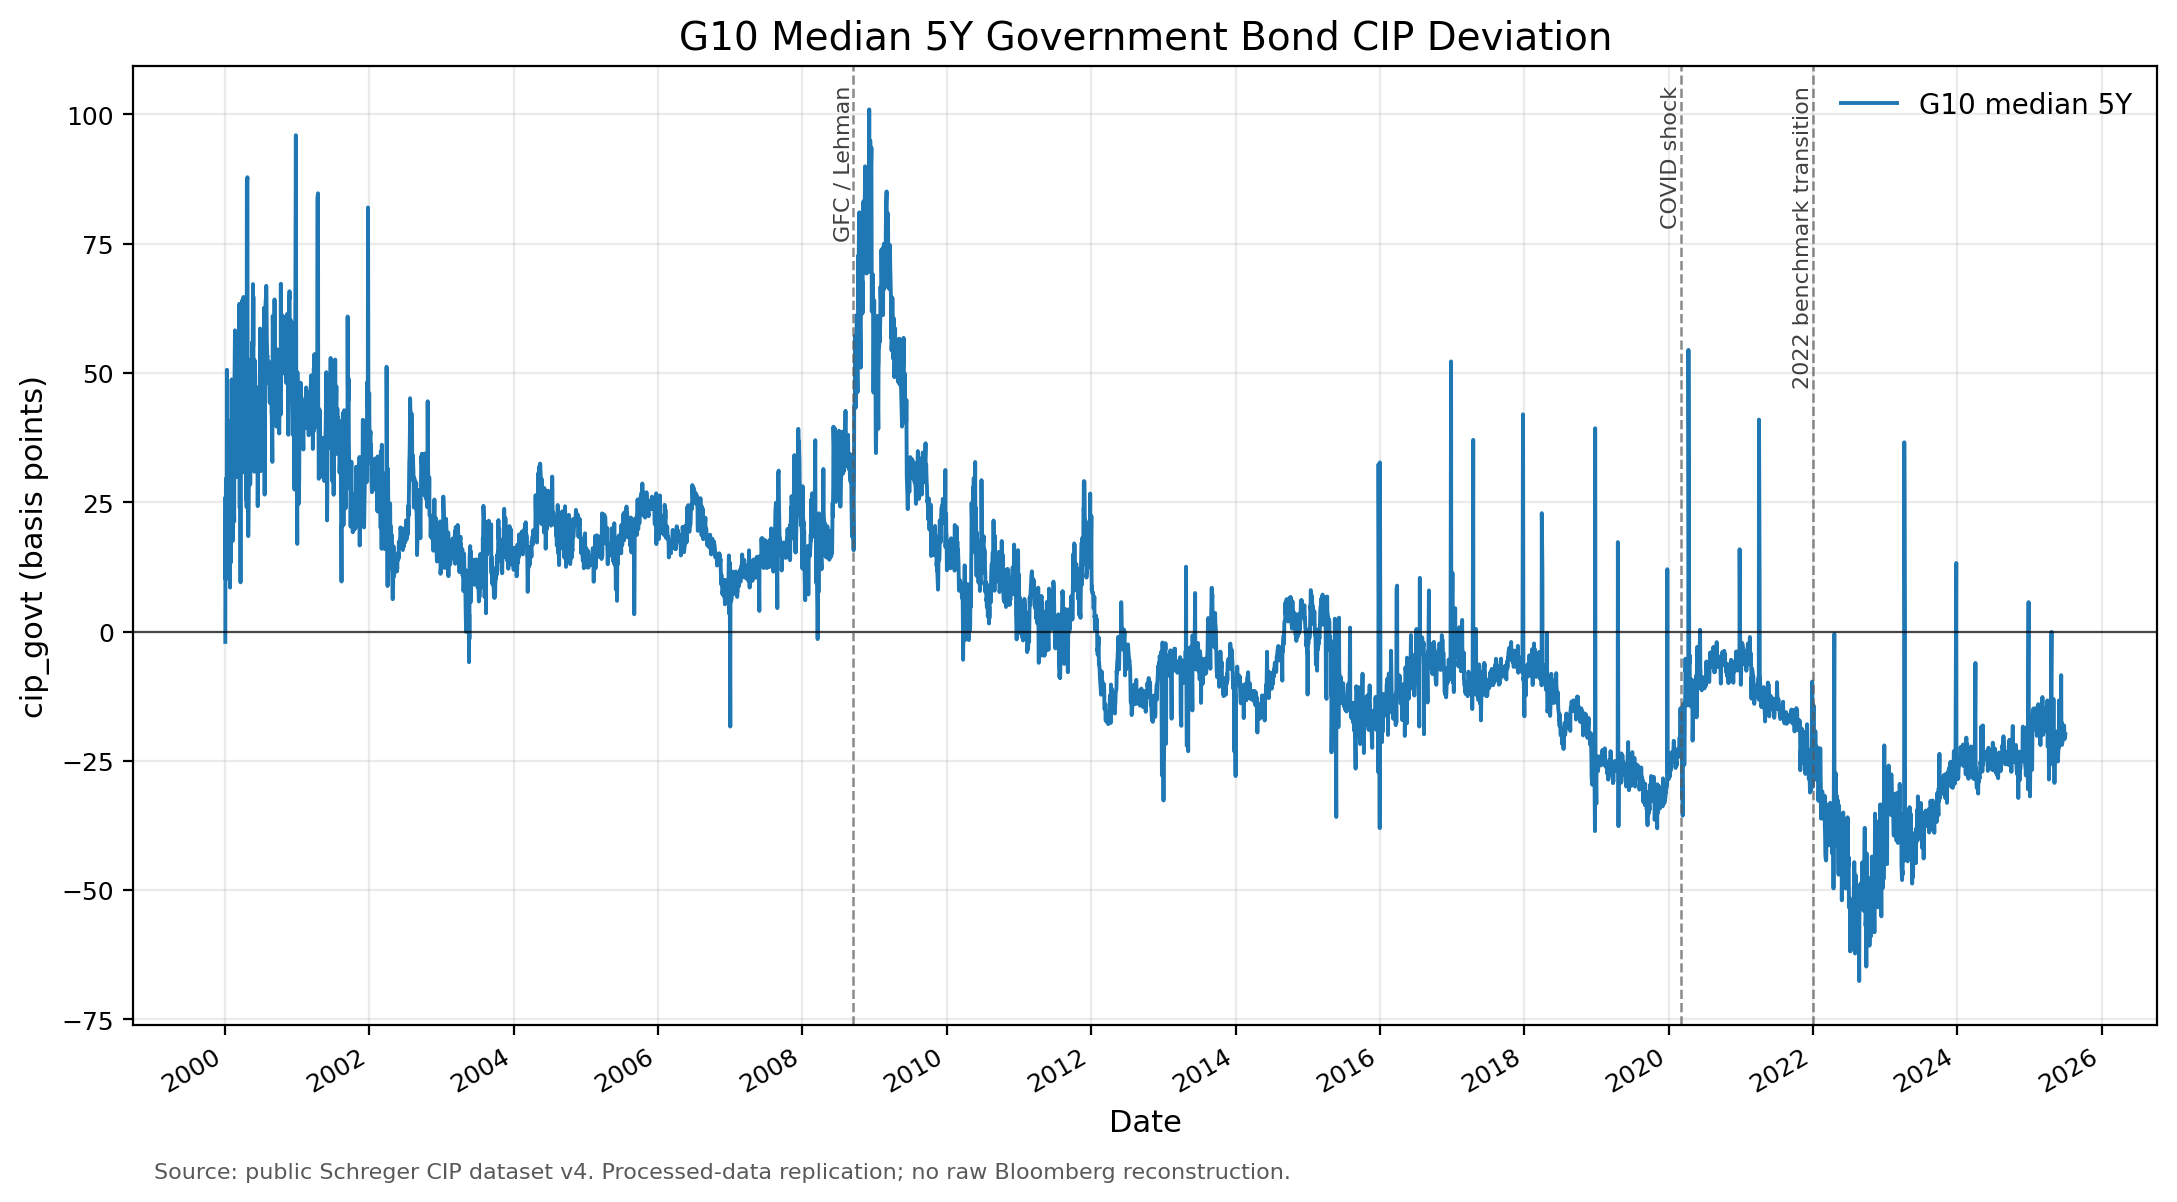 G10 Median 5Y Government Bond CIP Deviation
G10 median 5Y
GFC / Lehman
COVID shock
2022 benchmark transition
cip_govt (basis points)
100
75
50
25
0
−25
−50
−75
2000 2002 2004 2006 2008 2010 2012 2014 2016 2018 2020 2022 2024 2026
Date
Source: public Schreger CIP dataset v4. Processed-data replication; no raw Bloomberg reconstruction.